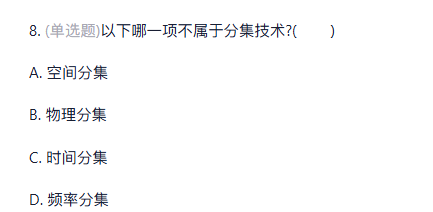 8. (单选题)以下哪一项不属于分集技术?(      )
A. 空间分集
B. 物理分集
C. 时间分集
D. 频率分集